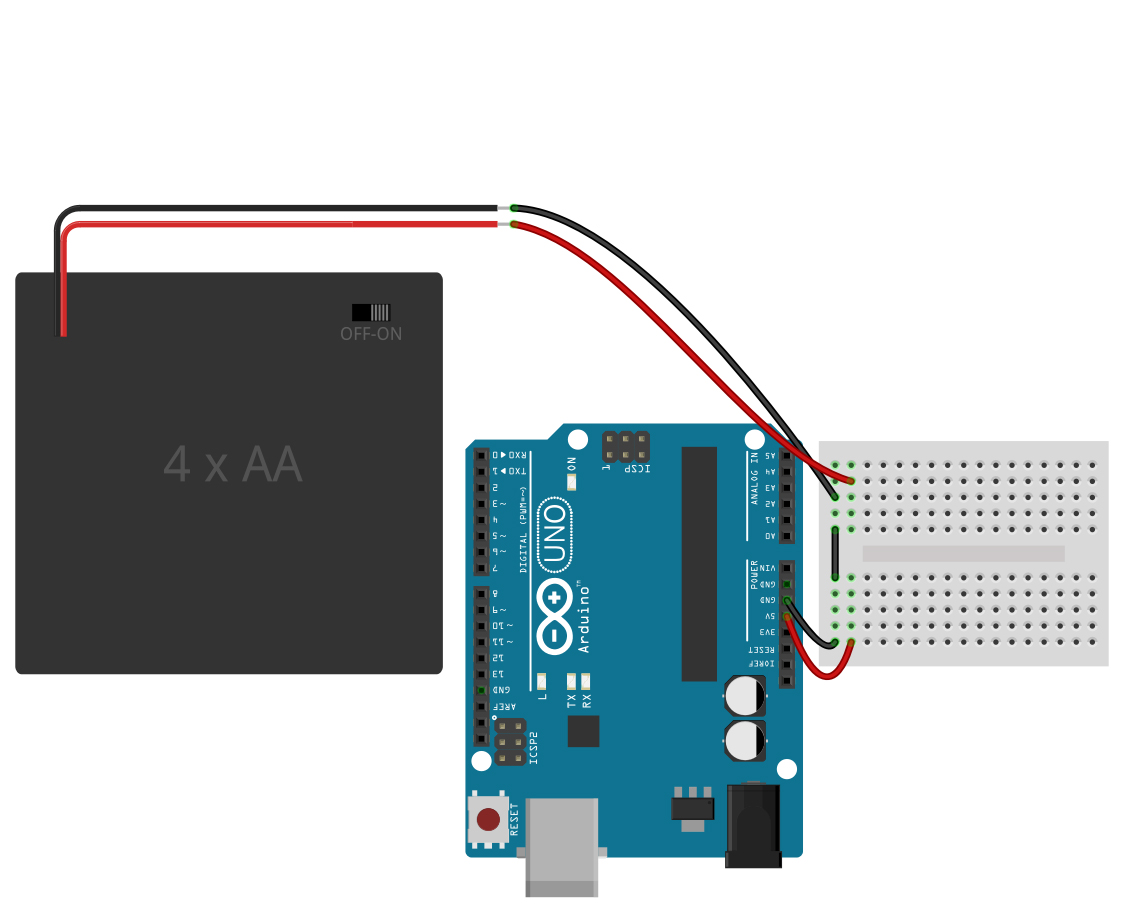 OFF-ON
4 x AA
ON
1
ICSP
ANALOG IN
A5
A4
A3
A2
A1
A0
RX▸0
TX▸1
2
~3
4
~5
~6
7
DIGITAL (PWM=~)
UNO
Arduino™
POWER
VIN
GND
GND
5V
3V3
RESET
IOREF
8
~9
~10
~11
12
13
GND
AREF
L
TX
RX
ICSP2
RESET